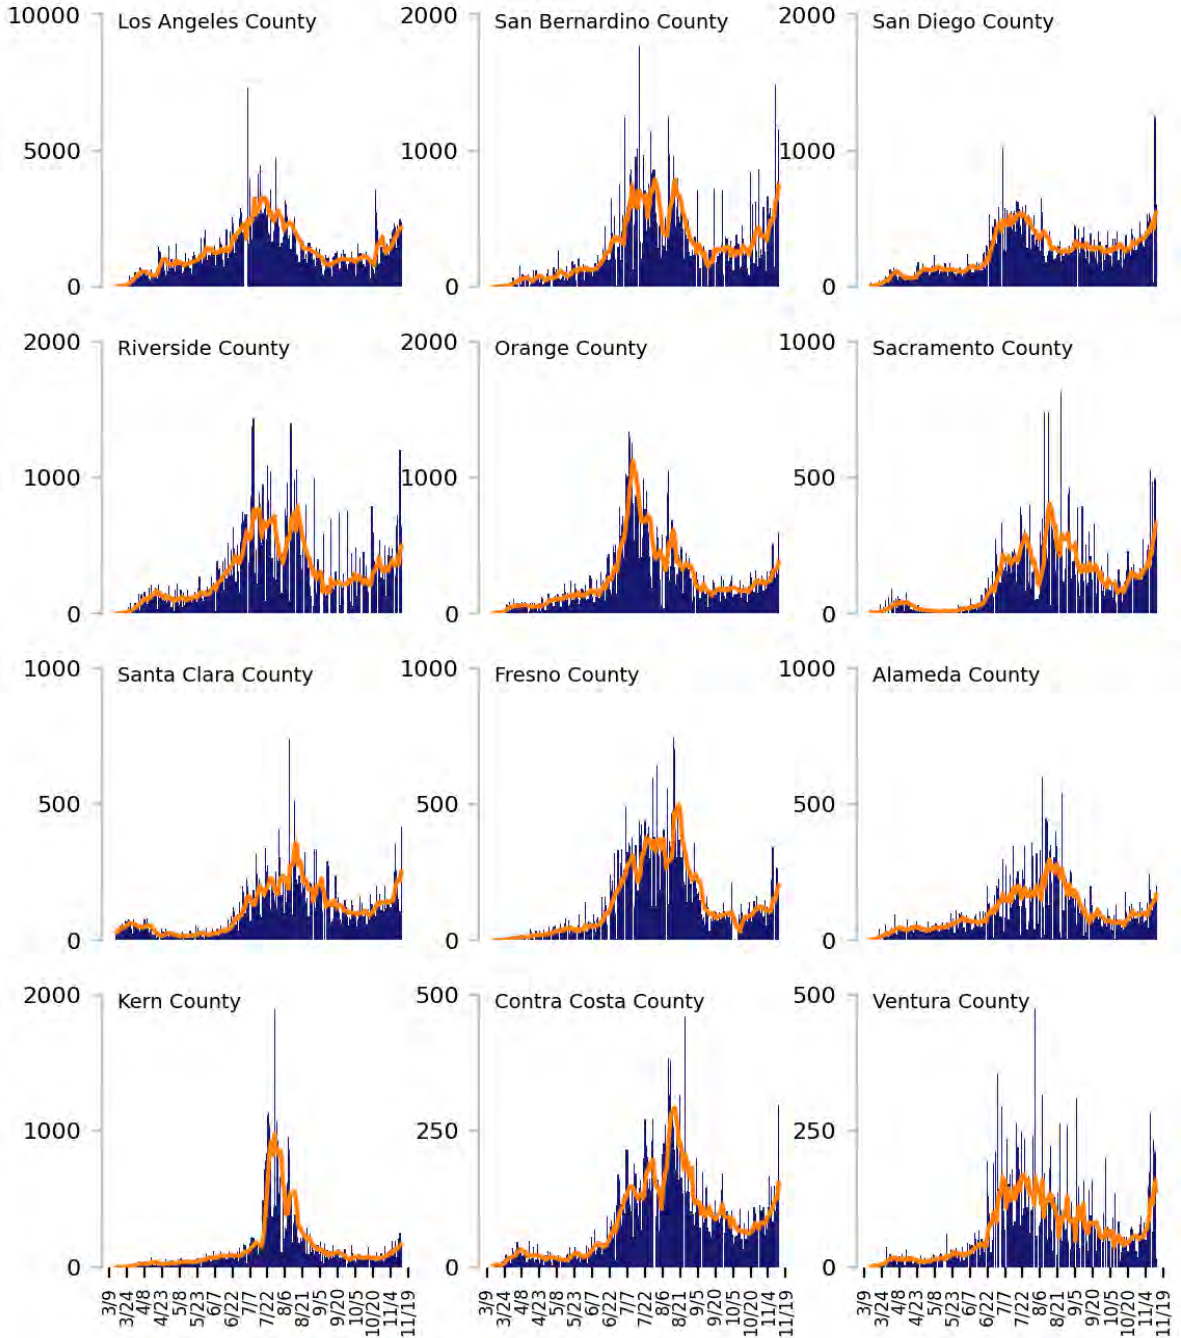 10000 Los Angeles County 2000 San Bernardino County 2000 San Diego County
5000 1000 1000
0 0 0
2000 Riverside County 2000 Orange County 1000 Sacramento County
1000 1000 500
0 0 0
1000 Santa Clara County 1000 Fresno County 1000 Alameda County
500 500 500
0 0 0
2000 Kern County 500 Contra Costa County 500 Ventura County
1000 250 250
0 0 0
3/9 3/24 4/8 4/23 5/8 5/23 6/7 6/22 7/7 7/22 8/6 8/21 9/5 9/20 10/5 10/20 11/4 11/19 3/9 3/24 4/8 4/23 5/8 5/23 6/7 6/22 7/7 7/22 8/6 8/21 9/5 9/20 10/5 10/20 11/4 11/19 3/9 3/24 4/8 4/23 5/8 5/23 6/7 6/22 7/7 7/22 8/6 8/21 9/5 9/20 10/5 10/20 11/4 11/19